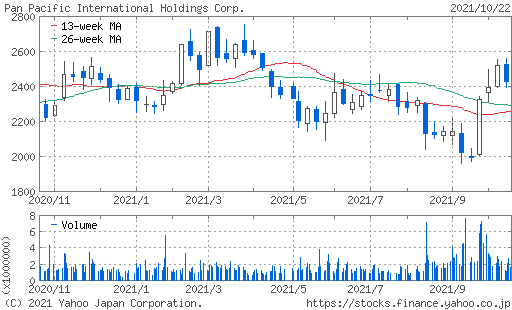 Pan Pacific International Holdings Corp. 2021/10/22
2800
13-week MA
26-week MA
2600
2400
2200
2000
1800
2020/11 2021/1 2021/3 2021/5 2021/7 2021/9
8
Volume
6
4
2
0
(x1000000)
2020/11 2021/1 2021/3 2021/5 2021/7 2021/9
(C) 2021 Yahoo Japan Corporation. https://stocks.finance.yahoo.co.jp/